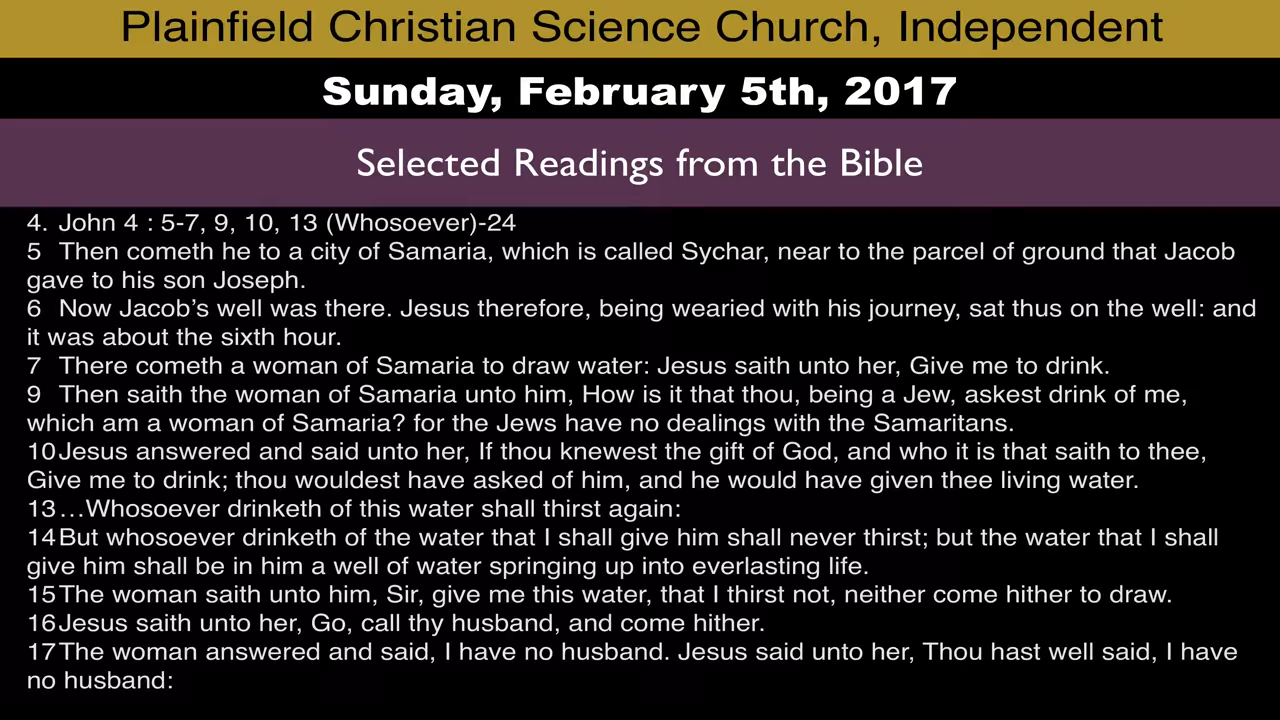 Plainfield Christian Science Church, Independent
Sunday, February 5th, 2017
Selected Readings from the Bible
4. John 4 : 5-7, 9, 10, 13 (Whosoever)-24
5 Then cometh he to a city of Samaria, which is called Sychar, near to the parcel of ground that Jacob
gave to his son Joseph.
6 Now Jacob’s well was there. Jesus therefore, being wearied with his journey, sat thus on the well: and
it was about the sixth hour.
7 There cometh a woman of Samaria to draw water: Jesus saith unto her, Give me to drink.
9 Then saith the woman of Samaria unto him, How is it that thou, being a Jew, askest drink of me,
which am a woman of Samaria? for the Jews have no dealings with the Samaritans.
10 Jesus answered and said unto her, If thou knewest the gift of God, and who it is that saith to thee,
Give me to drink; thou wouldest have asked of him, and he would have given thee living water.
13 …Whosoever drinketh of this water shall thirst again:
14 But whosoever drinketh of the water that I shall give him shall never thirst; but the water that I shall
give him shall be in him a well of water springing up into everlasting life.
15 The woman saith unto him, Sir, give me this water, that I thirst not, neither come hither to draw.
16 Jesus saith unto her, Go, call thy husband, and come hither.
17 The woman answered and said, I have no husband. Jesus said unto her, Thou hast well said, I have
no husband: